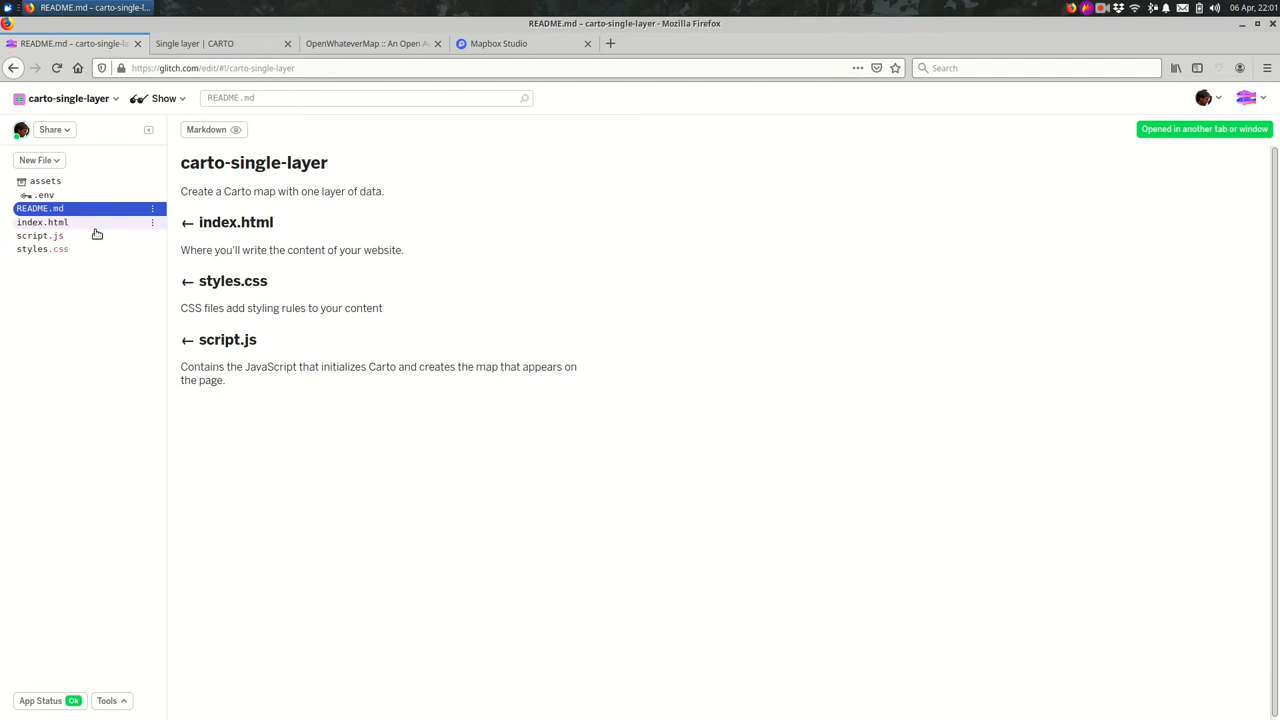 README.md – carto-single-l...
06 Apr, 22:01
README.md – carto-single-layer - Mozilla Firefox
README.md – carto-single-la
Single layer | CARTO
OpenWhateverMap :: An Open
Mapbox Studio
https://glitch.com/edit/#!/carto-single-layer
Search
carto-single-layer
Show
README.md
Share
Markdown
Opened in another tab or window
New File
assets
.env
README.md
index.html
script.js
styles.css
carto-single-layer
Create a Carto map with one layer of data.
← index.html
Where you'll write the content of your website.
← styles.css
CSS files add styling rules to your content
← script.js
Contains the JavaScript that initializes Carto and creates the map that appears on
the page.
App Status Ok
Tools